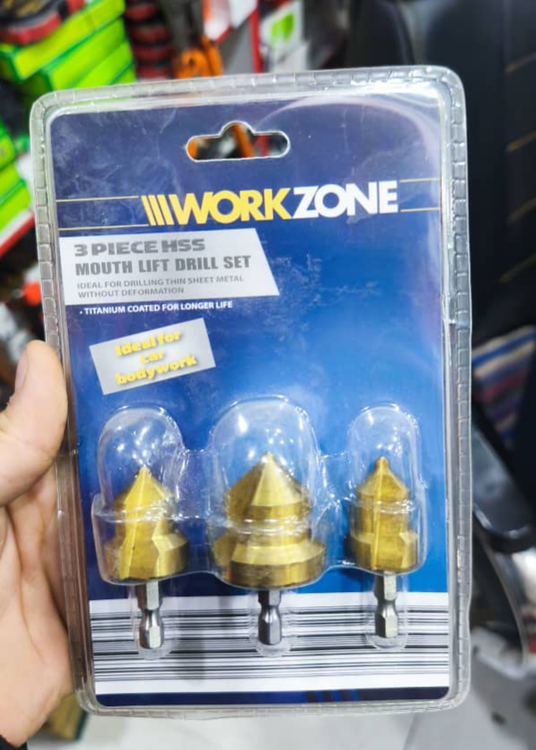 WORKZONE
3 PIECE HSS
MOUTH LIFT DRILL SET
IDEAL FOR DRILLING THIN SHEET METAL
WITHOUT DEFORMATION
· TITANIUM COATED FOR LONGER LIFE
Ideal for
car
bodywork